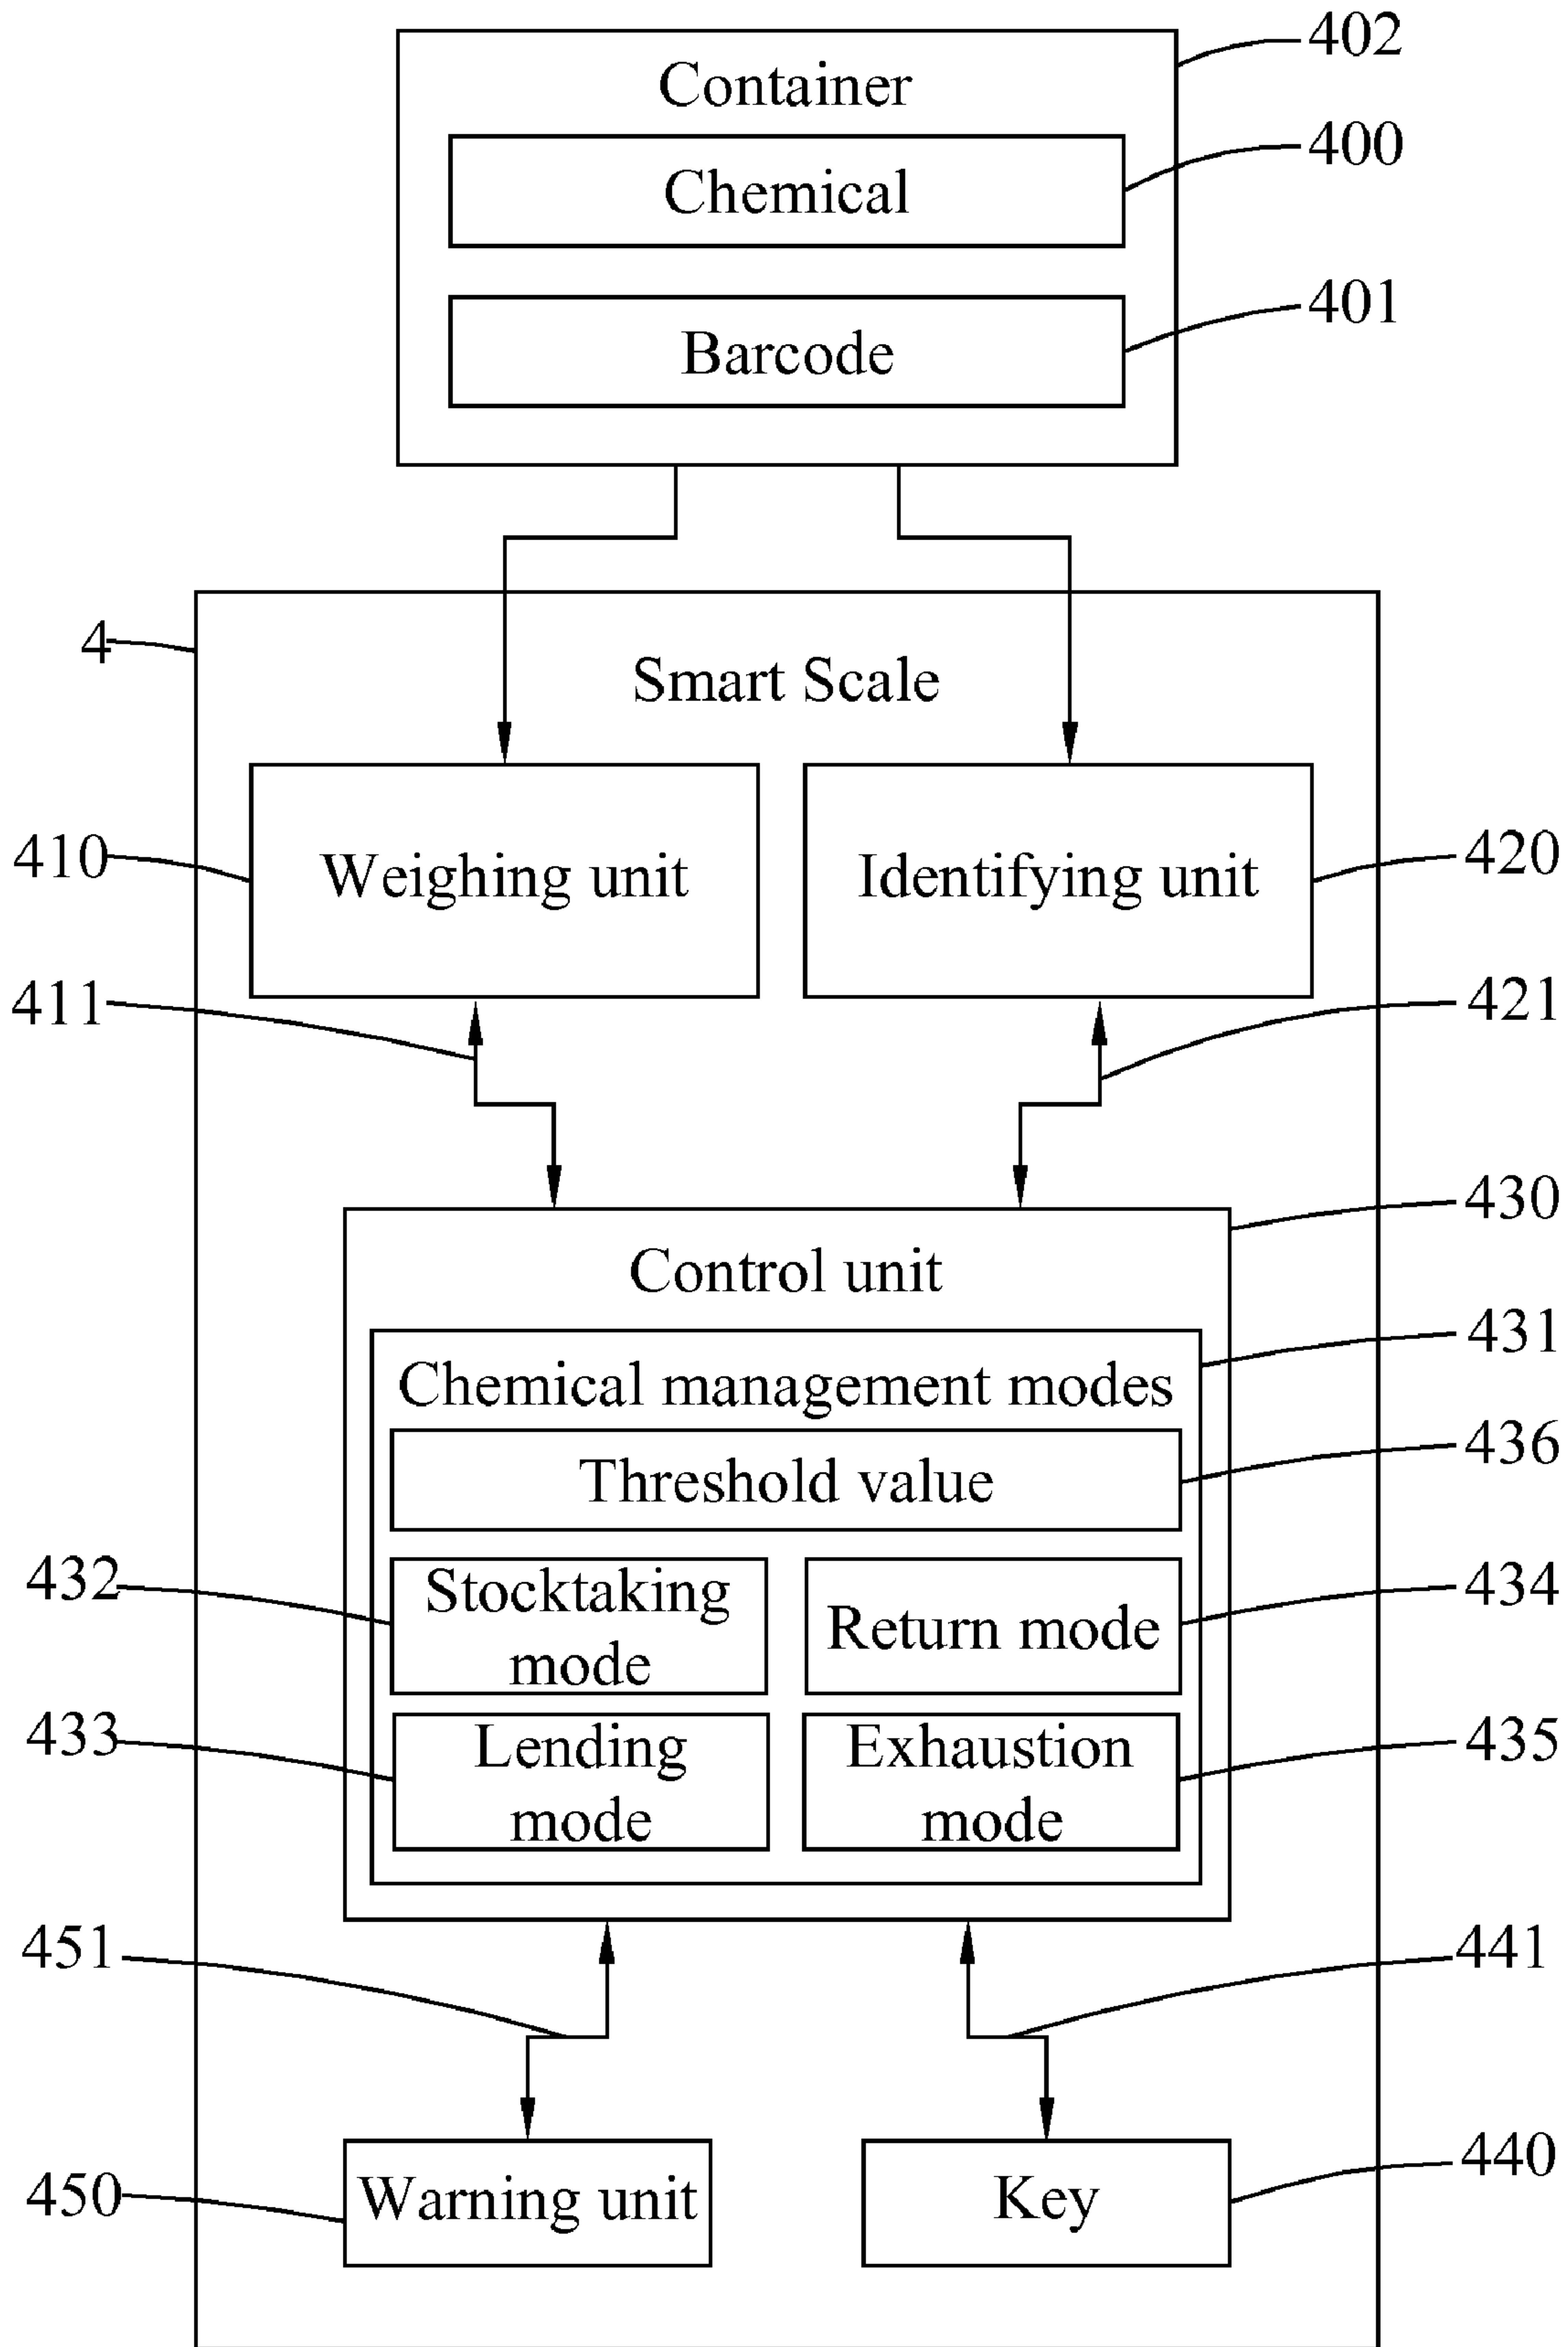 402
Container
400
Chemical
401
Barcode
4
Smart Scale
410
Weighing unit
Identifying unit
420
411
421
430
Control unit
431
Chemical management modes
436
Threshold value
432
Stocktaking
mode
Return mode
434
433
Lending
mode
Exhaustion
mode
435
451
441
450
Warning unit
Key
440